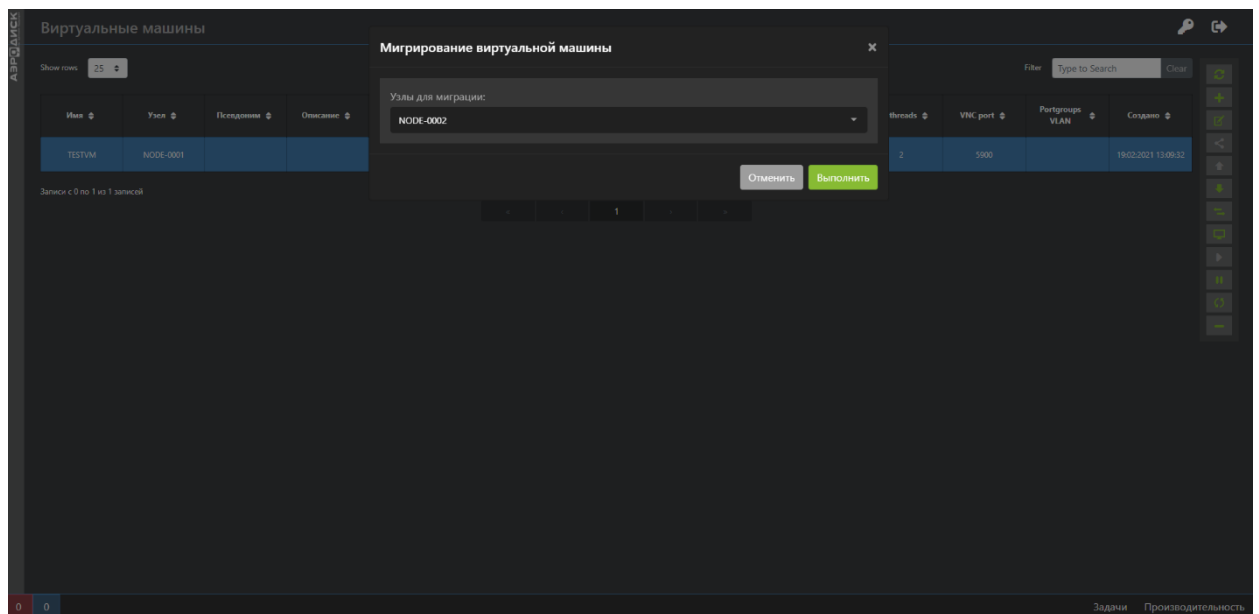 АЭРОДИСК
Виртуальные машины
Мигрирование виртуальной машины ×
Show rows 25
Filter Type to Search Clear
Узлы для миграции:
NODE-0002
Имя Узел Псевдоним Описание threads VNC port Portgroups VLAN Создано
TESTVM NODE-0001 2 5900 19:02:2021 13:09:32
Отменить Выполнить
Записи с 0 по 1 из 1 записей
« ‹ 1 › »
0 0 Задачи Производительность